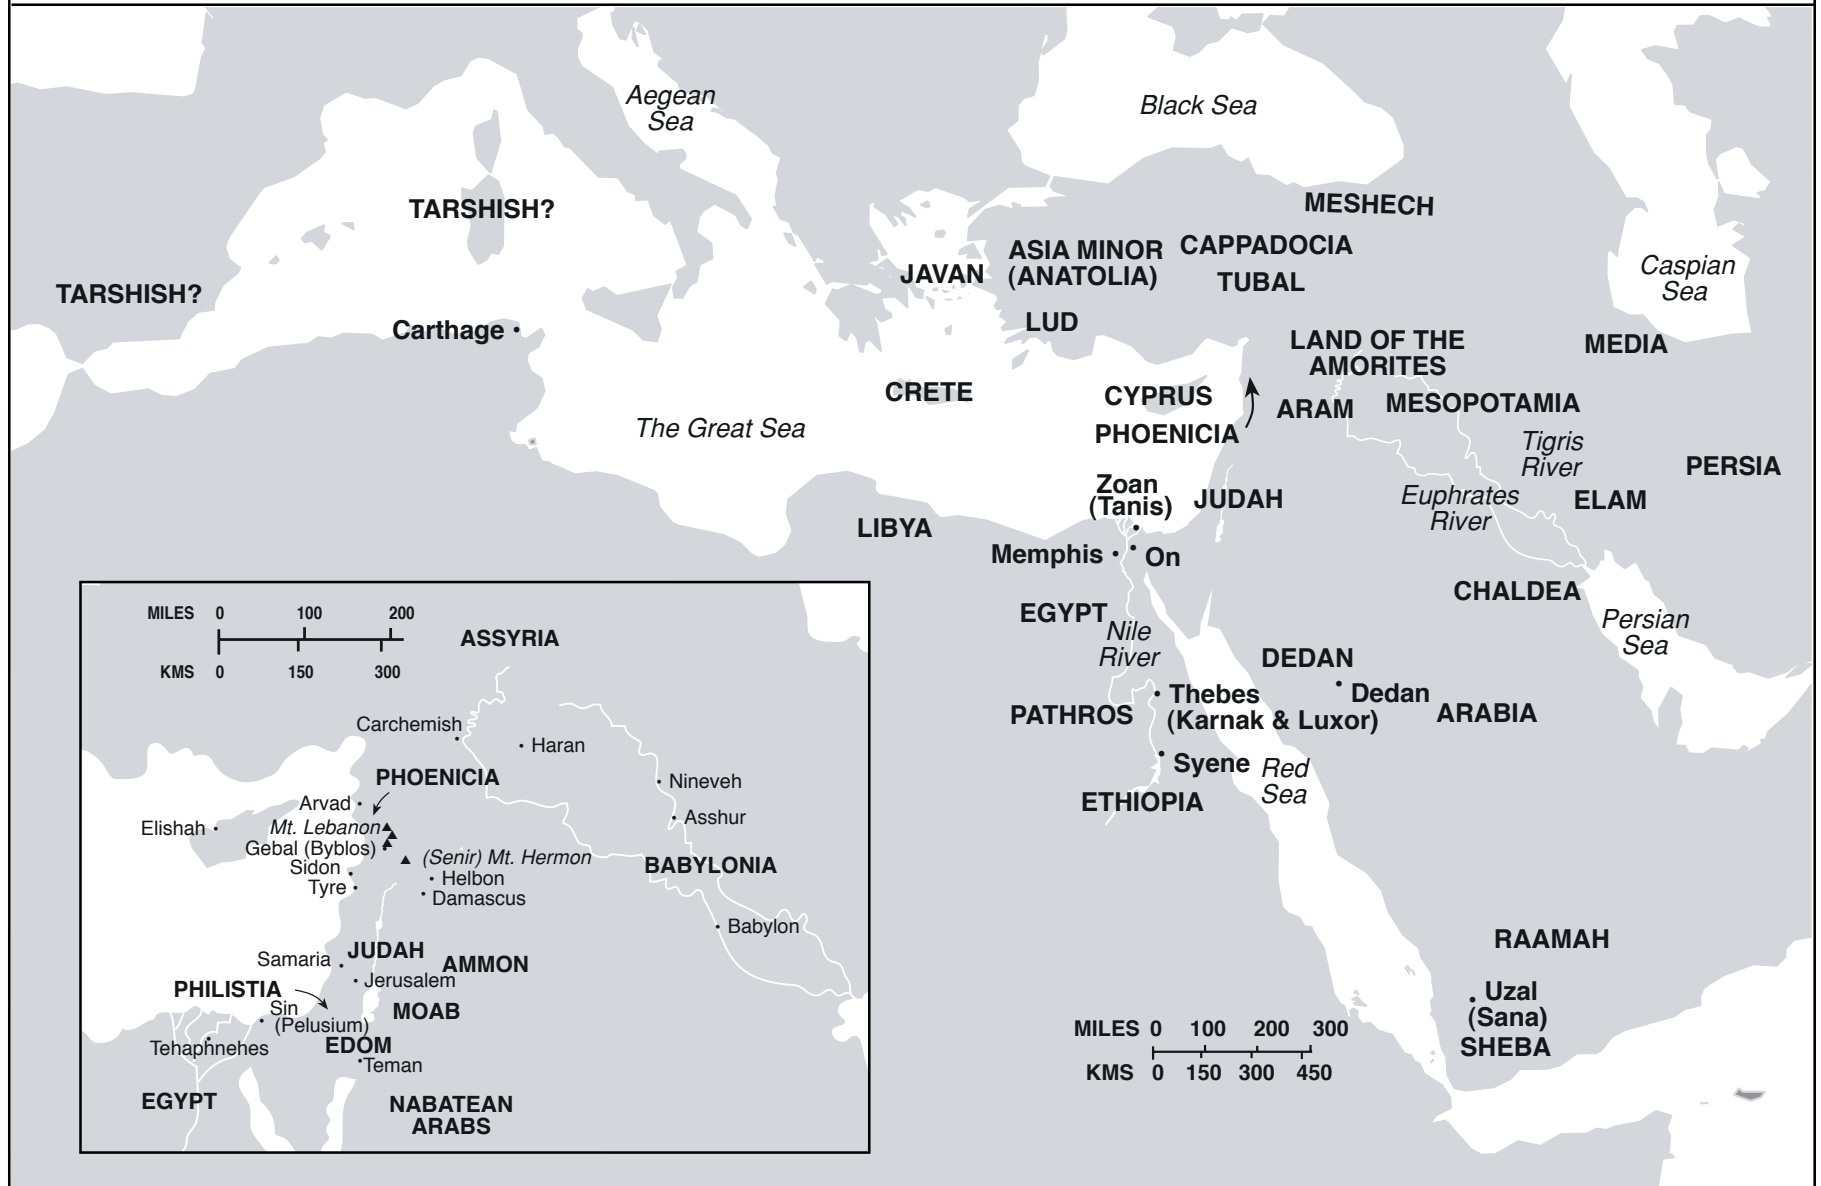 Aegean
Sea
Black Sea
TARSHISH?
MESHECH
ASIA MINOR
(ANATOLIA)
CAPPADOCIA
JAVAN
TUBAL
Caspian
Sea
TARSHISH?
Carthage
LUD
LAND OF THE
AMORITES
MEDIA
CRETE
CYPRUS
ARAM
MESOPOTAMIA
The Great Sea
PHOENICIA
Tigris
River
PERSIA
Zoan
(Tanis)
JUDAH
Euphrates
River
ELAM
LIBYA
Memphis
On
CHALDEA
EGYPT
Nile
River
Persian
Sea
DEDAN
Dedan
Thebes
(Karnak & Luxor)
PATHROS
ARABIA
Syene
Red
Sea
ETHIOPIA
RAAMAH
Uzal
(Sana)
SHEBA
MILES 0 100 200 300
KMS 0 150 300 450
MILES 0 100 200
KMS 0 150 300
ASSYRIA
Carchemish
Haran
PHOENICIA
Nineveh
Arvad
Asshur
Elishah
Mt. Lebanon
Gebal (Byblos)
(Senir) Mt. Hermon
Sidon
Helbon
BABYLONIA
Tyre
Damascus
Babylon
JUDAH
Samaria
AMMON
Jerusalem
PHILISTIA
Sin
(Pelusium)
MOAB
Tehaphnehes
EDOM
Teman
EGYPT
NABATEAN
ARABS